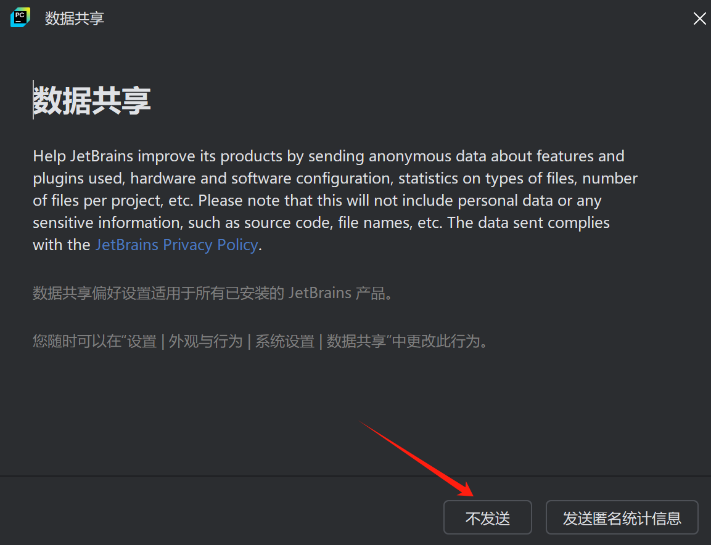 PC
数据共享
数据共享
Help JetBrains improve its products by sending anonymous data about features and
plugins used, hardware and software configuration, statistics on types of files, number
of files per project, etc. Please note that this will not include personal data or any
sensitive information, such as source code, file names, etc. The data sent complies
with the JetBrains Privacy Policy.
数据共享偏好设置适用于所有已安装的 JetBrains 产品。
您随时可以在"设置 | 外观与行为 | 系统设置 | 数据共享"中更改此行为。
不发送
发送匿名统计信息